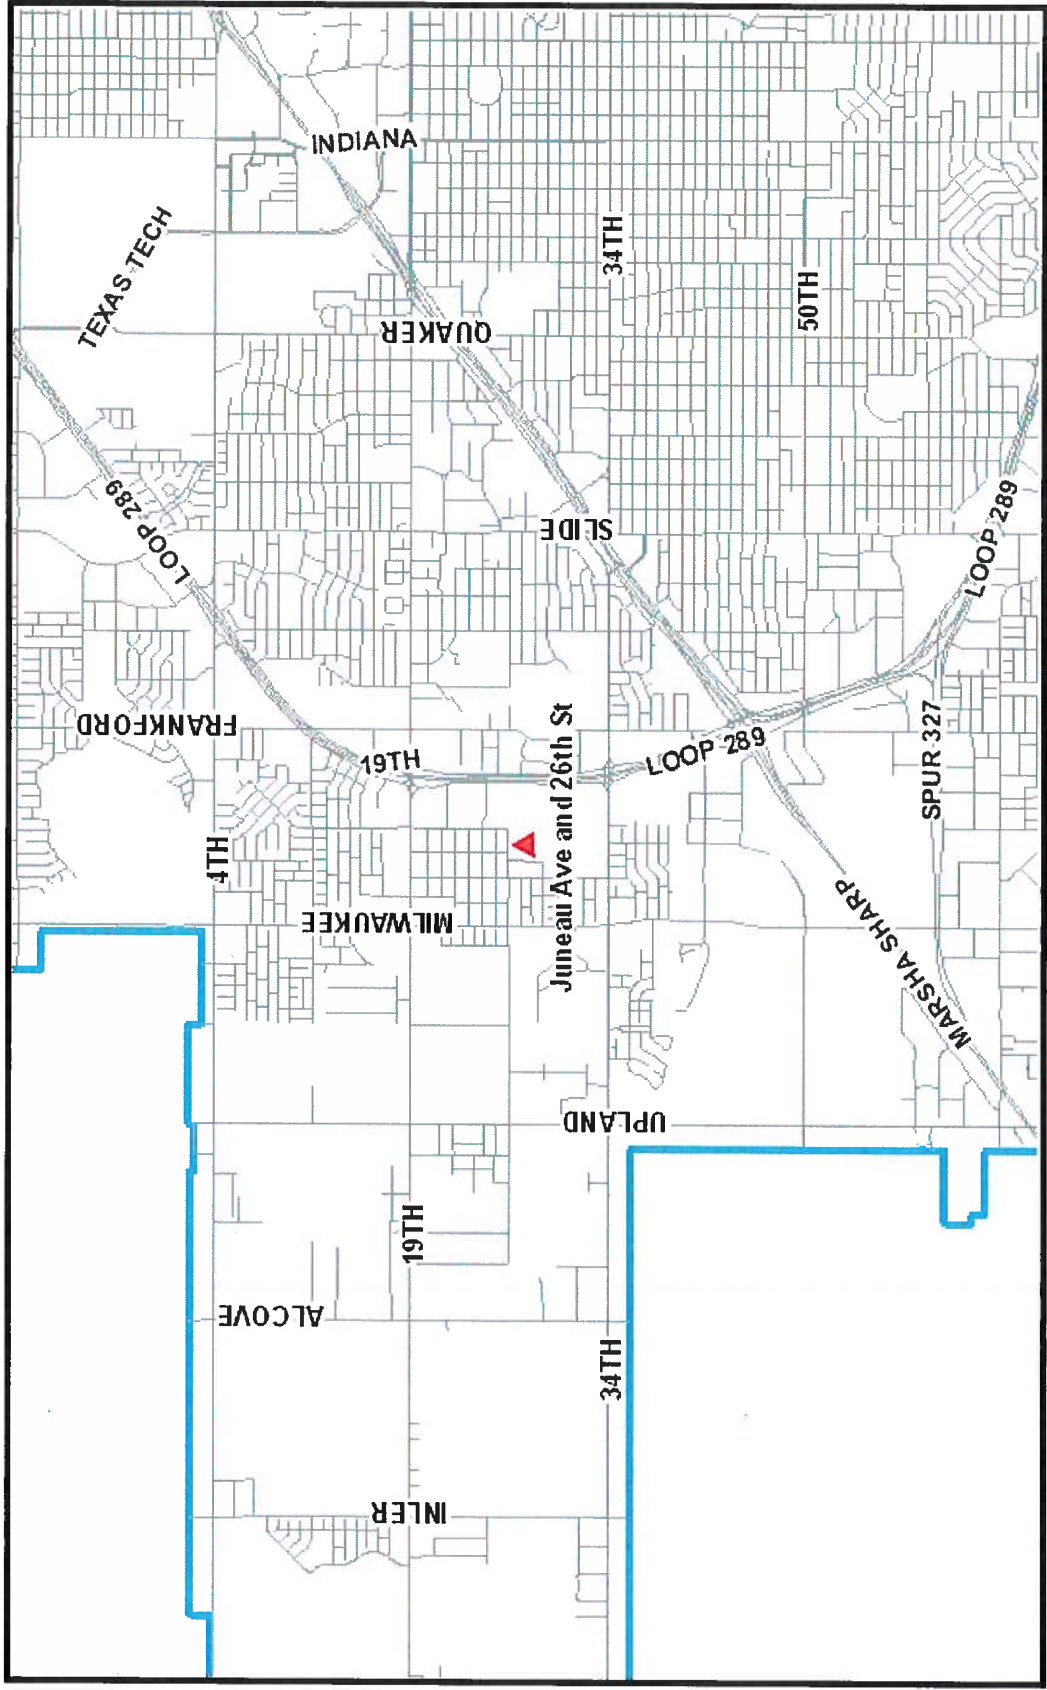 INDIANA
TEXAS TECH
34TH
50TH
QUAKER
LOOP 289
SLIDE
LOOP 289
FRANKFORD
19TH
LOOP 289
SPUR 327
4TH
Juneau Ave and 26th St
MILWAUKEE
MARSHA SHARP
UPLAND
19TH
ALCOVE
34TH
INLER